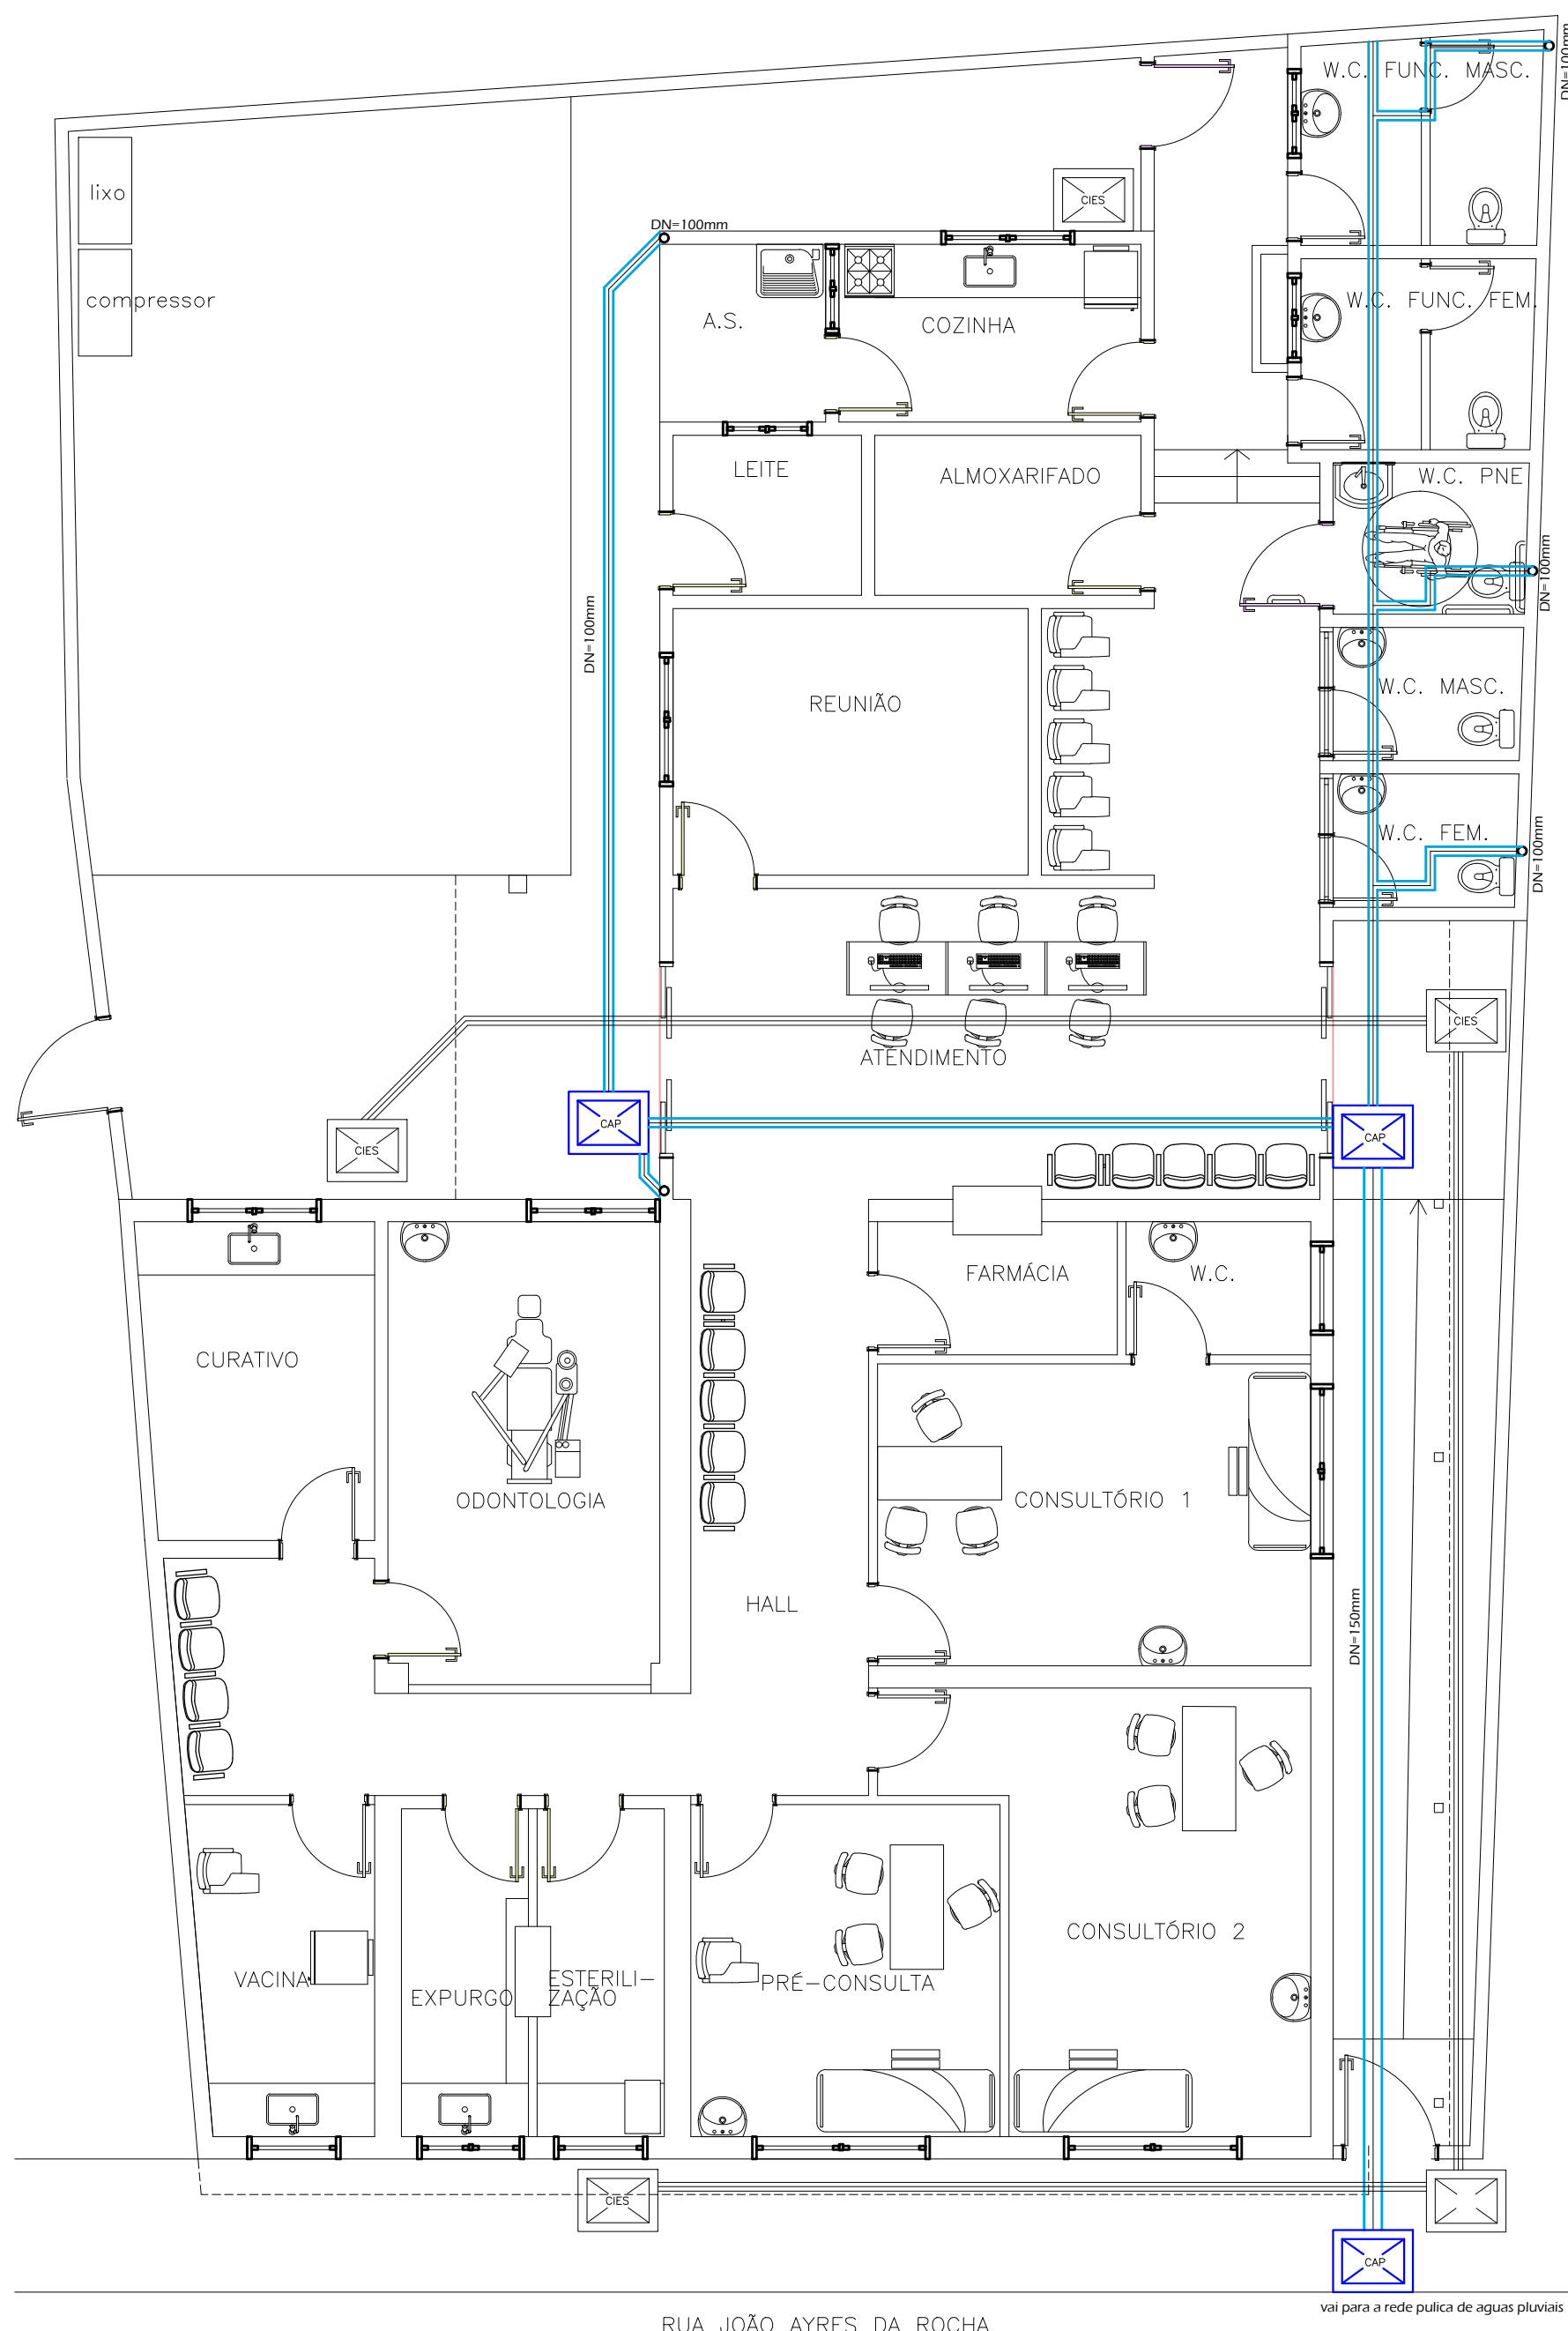 DN=100mm
W.C. FUNC. MASC.
lixo
CIES
DN=100mm
compressor
W.C. FUNC. FEM.
A.S.
COZINHA
LEITE
ALMOXARIFADO
W.C. PNE
DN=100mm
DN=100mm
REUNIÃO
W.C. MASC.
W.C. FEM.
DN=100mm
CIES
ATENDIMENTO
CAP
CAP
CIES
FARMÁCIA
W.C.
CURATIVO
ODONTOLOGIA
CONSULTÓRIO 1
HALL
DN=150mm
CONSULTÓRIO 2
VACINA
EXPURGO
ESTERILI-
ZAÇÃO
PRÉ-CONSULTA
CIES
CAP
vai para a rede pulica de aguas pluviais
RUA JOÃO AYRES DA ROCHA